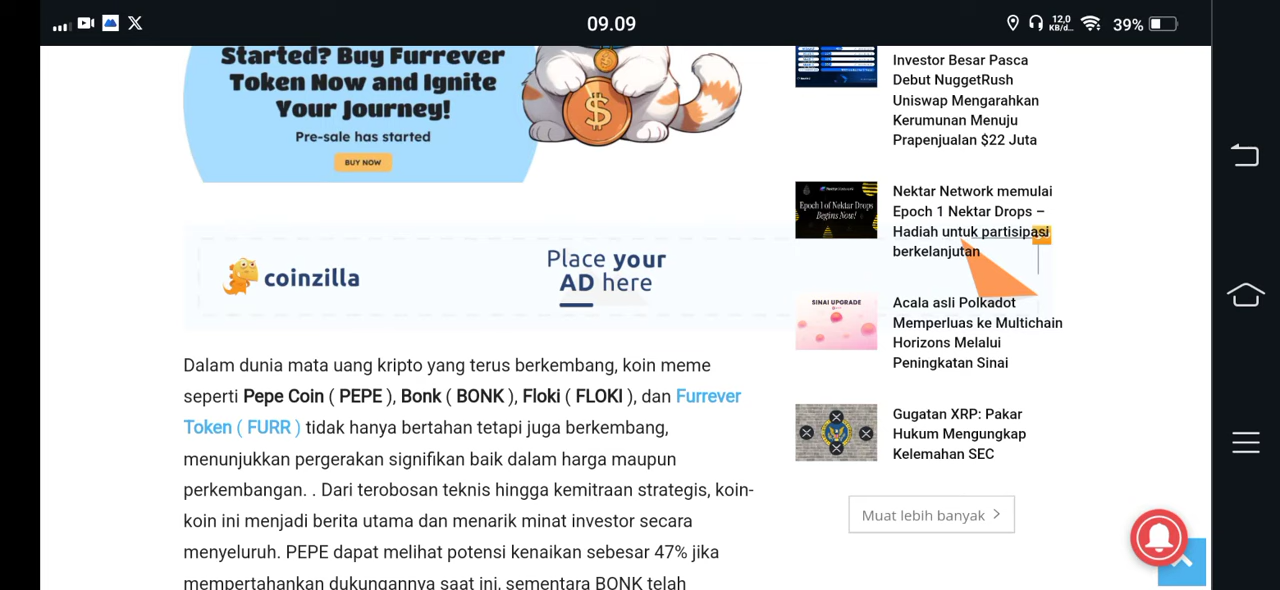 09.09
12,0
KB/d...
39%
Started? Buy Furrever
Token Now and Ignite
Your Journey!
Pre-sale has started
BUY NOW
coinzilla
Place your
AD here
Dalam dunia mata uang kripto yang terus berkembang, koin meme
seperti Pepe Coin ( PEPE ), Bonk ( BONK ), Floki ( FLOKI ), dan Furrever
Token ( FURR ) tidak hanya bertahan tetapi juga berkembang,
menunjukkan pergerakan signifikan baik dalam harga maupun
perkembangan. . Dari terobosan teknis hingga kemitraan strategis, koin-
koin ini menjadi berita utama dan menarik minat investor secara
menyeluruh. PEPE dapat melihat potensi kenaikan sebesar 47% jika
mempertahankan dukungannya saat ini, sementara BONK telah
Investor Besar Pasca
Debut NuggetRush
Uniswap Mengarahkan
Kerumunan Menuju
Prapenjualan $22 Juta
Epoch 1 of Nektar Drops
Begins Now!
Nektar Network memulai
Epoch 1 Nektar Drops –
Hadiah untuk partisipasi
berkelanjutan
SINAI UPGRADE
Acala asli Polkadot
Memperluas ke Multichain
Horizons Melalui
Peningkatan Sinai
Gugatan XRP: Pakar
Hukum Mengungkap
Kelemahan SEC
Muat lebih banyak